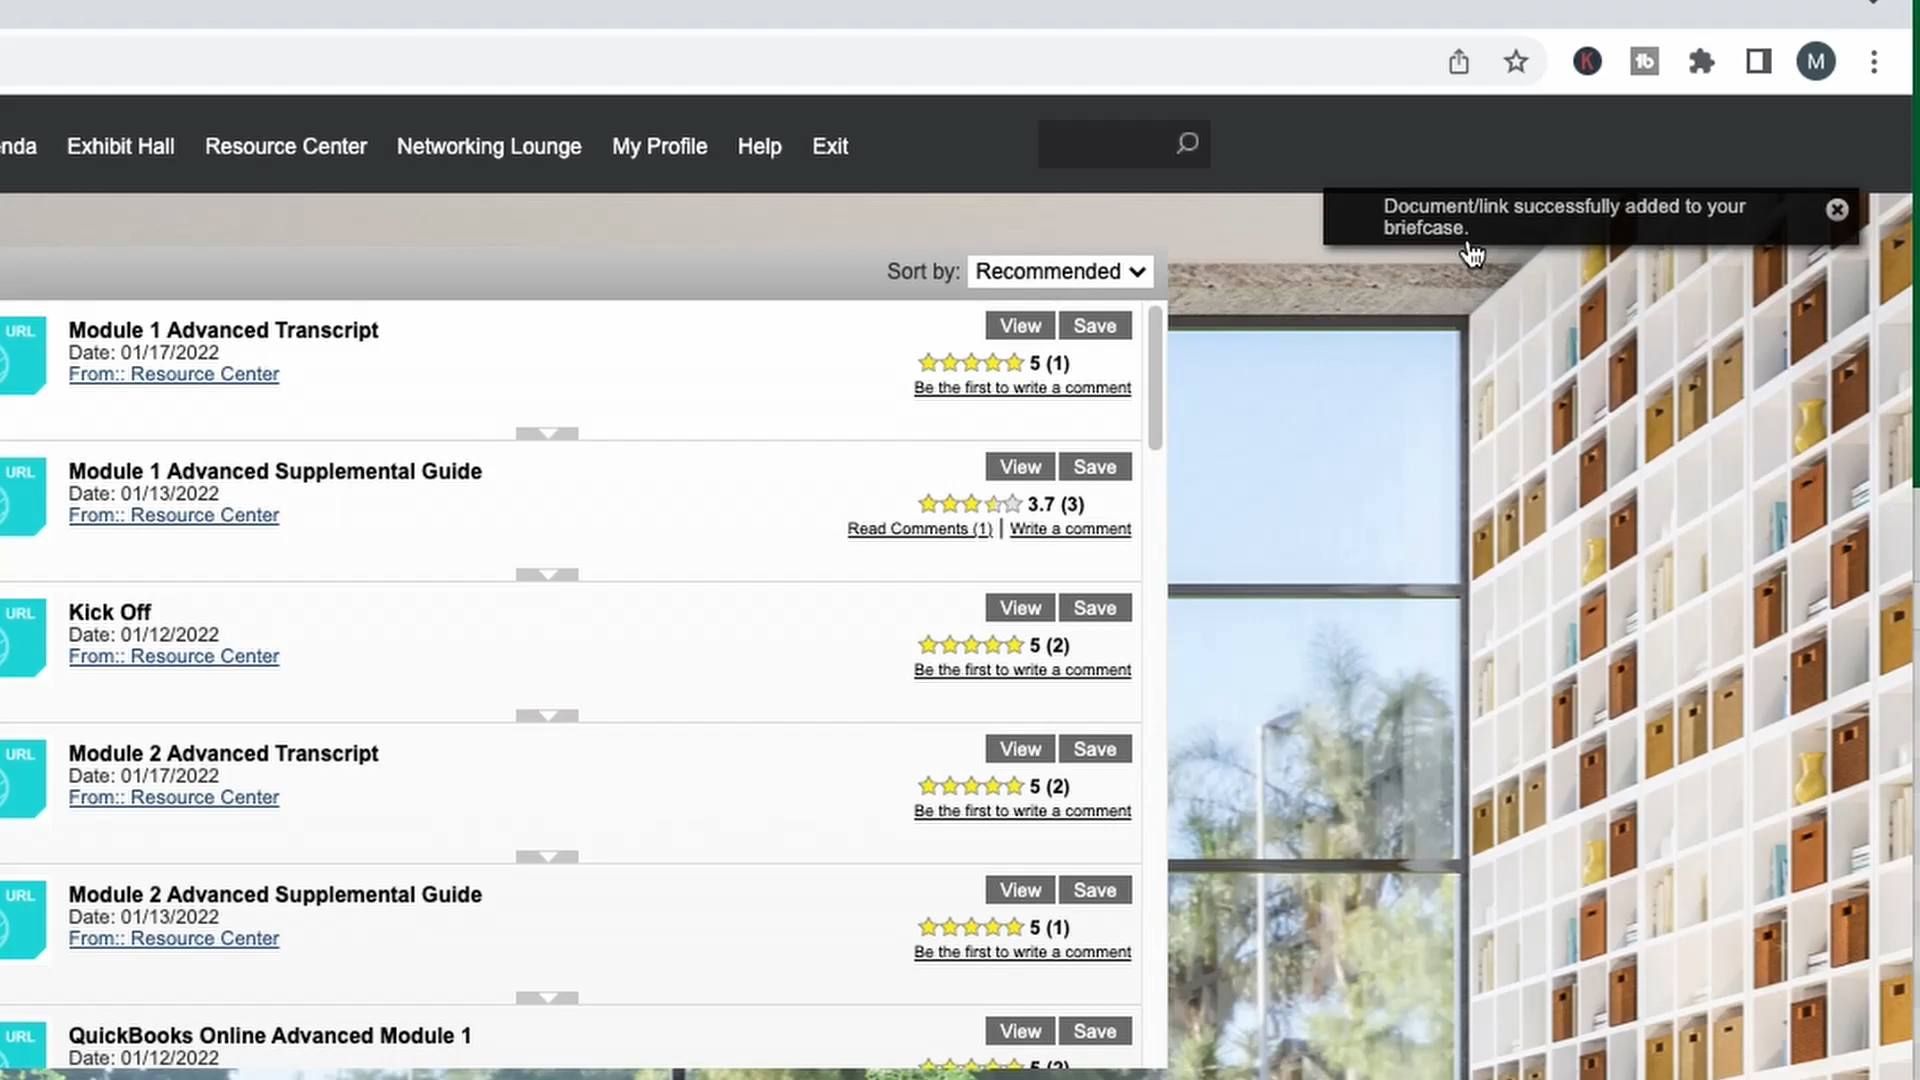 M
nda Exhibit Hall Resource Center Networking Lounge My Profile Help Exit
Document/link successfully added to your
briefcase.
Sort by: Recommended
URL
Module 1 Advanced Transcript
Date: 01/17/2022
From:: Resource Center
View Save
5 (1)
Be the first to write a comment
URL
Module 1 Advanced Supplemental Guide
Date: 01/13/2022
From:: Resource Center
View Save
3.7 (3)
Read Comments (1) | Write a comment
URL
Kick Off
Date: 01/12/2022
From:: Resource Center
View Save
5 (2)
Be the first to write a comment
URL
Module 2 Advanced Transcript
Date: 01/17/2022
From:: Resource Center
View Save
5 (2)
Be the first to write a comment
URL
Module 2 Advanced Supplemental Guide
Date: 01/13/2022
From:: Resource Center
View Save
5 (1)
Be the first to write a comment
URL
QuickBooks Online Advanced Module 1
Date: 01/12/2022
View Save